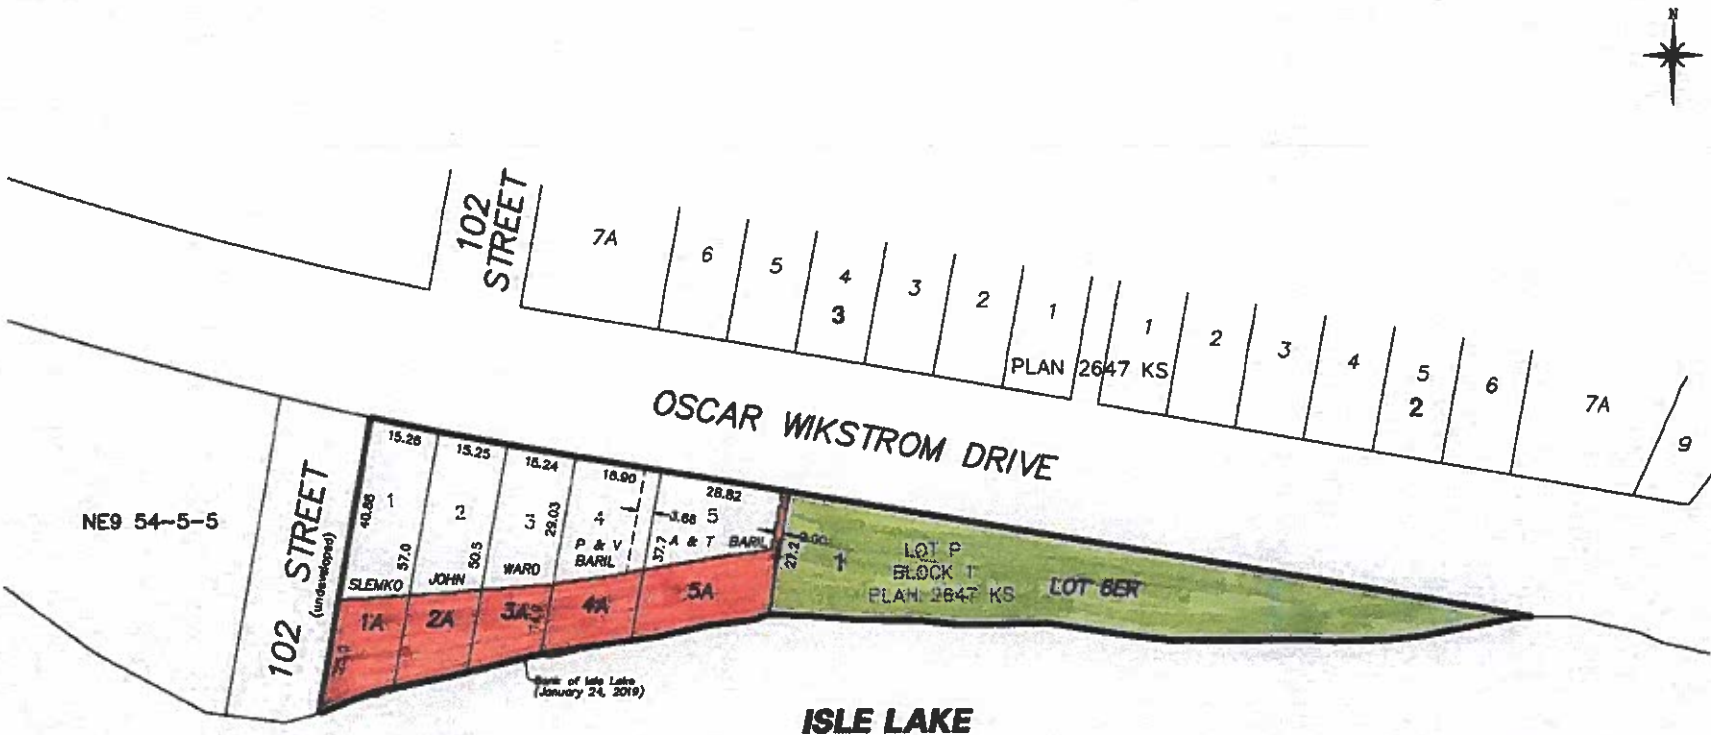 N
102
STREET
7A
6
5
4
3
2
1
3
1
2
3
4
5
6
7A
9
2
PLAN 2647 KS
OSCAR WIKSTROM DRIVE
NE9 54-5-5
102 STREET
(undeveloped)
15.26
15.25
15.24
18.90
28.82
40.86
1
2
3
4
5
57.0
50.5
29.03
3.66
37.7
27.2
SLEMKO
JOHN
WARD
P & V
BARIL
A & T BARIL
1A
2A
3A
4A
5A
1
LOT P
BLOCK 1
PLAN 2647 KS
LOT 6ER
Bank of Isle Lake
(January 24, 2019)
ISLE LAKE